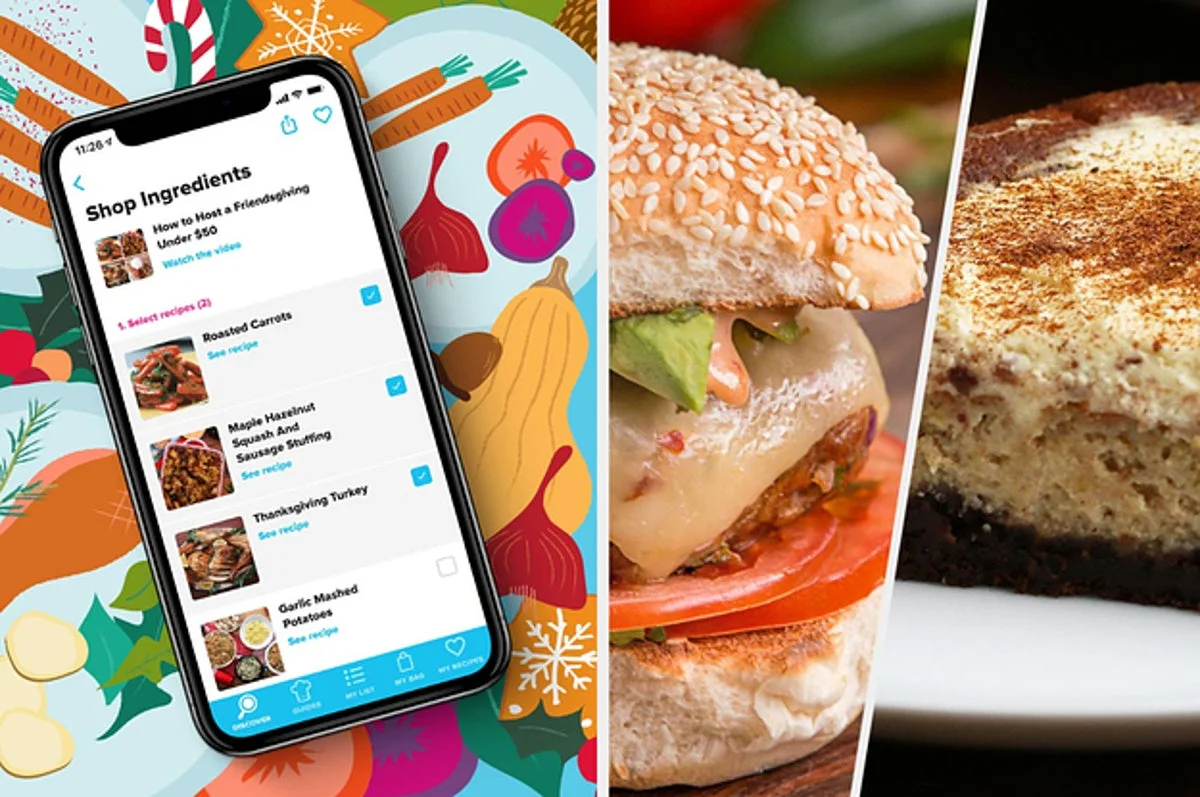 11:26
Shop Ingredients
How to Host a Friendsgiving
Under $50
Watch the video
1. Select recipes (2)
Roasted Carrots
See recipe
Maple Hazelnut
Squash And
Sausage Stuffing
See recipe
Thanksgiving Turkey
See recipe
Garlic Mashed
Potatoes
See recipe
DISCOVER
GUIDES
MY LIST
MY BAG
MY RECIPES